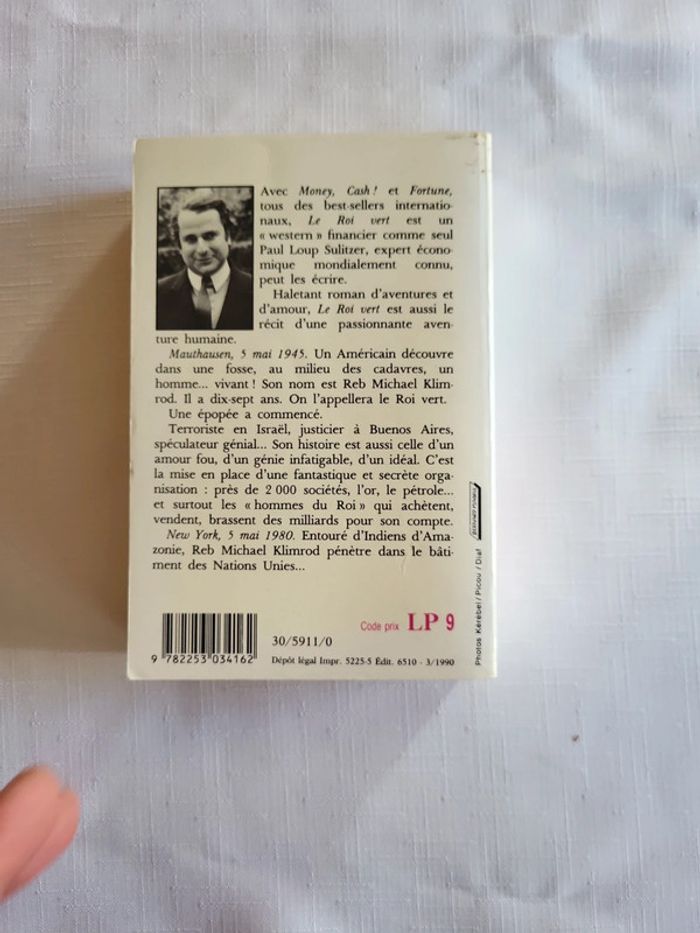 Avec Money, Cash ! et Fortune,
tous des best-sellers internatio-
naux, Le Roi vert est un
« western » financier comme seul
Paul Loup Sulitzer, expert écono-
mique mondialement connu,
peut les écrire.
Haletant roman d'aventures et
d'amour, Le Roi vert est aussi le
récit d'une passionnante aven-
ture humaine.
Mauthausen, 5 mai 1945. Un Américain découvre
dans une fosse, au milieu des cadavres, un
homme... vivant ! Son nom est Reb Michael Klim-
rod. Il a dix-sept ans. On l'appellera le Roi vert.
Une épopée a commencé.
Terroriste en Israël, justicier à Buenos Aires,
spéculateur génial... Son histoire est aussi celle d'un
amour fou, d'un génie infatigable, d'un idéal. C'est
la mise en place d'une fantastique et secrète orga-
nisation : près de 2 000 sociétés, l'or, le pétrole...
et surtout les « hommes du Roi » qui achètent,
vendent, brassent des milliards pour son compte.
New York, 5 mai 1980. Entouré d'Indiens d'Ama-
zonie, Reb Michael Klimrod pénètre dans le bâti-
ment des Nations Unies...
Photos Kérébel / Picou / Diaf
Code prix LP 9
30/5911/0
9 782253 034162
Dépôt légal Impr. 5225-5 Édit. 6510 - 3/1990